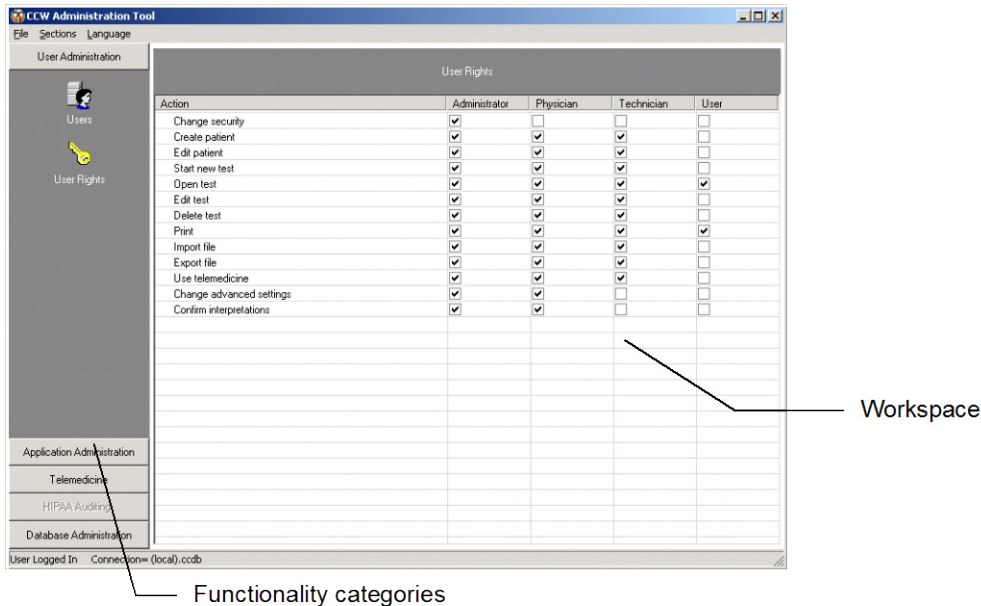 CCW Administration Tool
File Sections Language
User Administration
Users
User Rights
User Rights
Action Administrator Physician Technician User
Change security
Create patient
Edit patient
Start new test
Open test
Edit test
Delete test
Print
Import file
Export file
Use telemedicine
Change advanced settings
Confirm interpretations
Workspace
Application Administration
Telemedicine
HIPAA Auditing
Database Administration
User Logged In Connection= (local).ccdb
Functionality categories